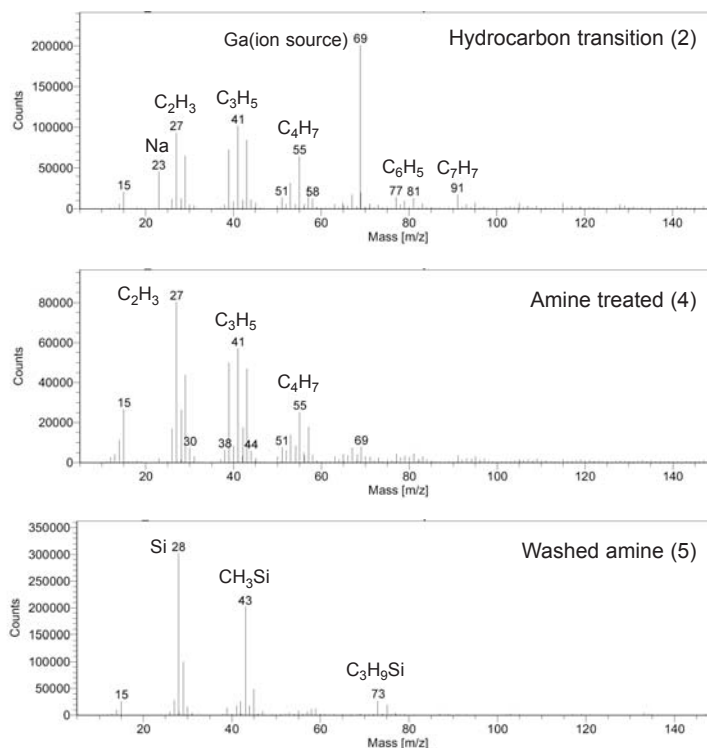 Hydrocarbon transition (2)
Ga(ion source) 69
C₂H₃ 27
Na 23
C₃H₅ 41
C₄H₇ 55
C₆H₅ 77
C₇H₇ 91
15
51
58
81
Counts
200000
150000
100000
50000
0
20 40 60 80 100 120 140
Mass [m/z]
Amine treated (4)
C₂H₃ 27
C₃H₅ 41
C₄H₇ 55
15
30
38
44
51
69
Counts
80000
60000
40000
20000
0
20 40 60 80 100 120 140
Mass [m/z]
Washed amine (5)
Si 28
CH₃Si 43
C₃H₉Si 73
15
Counts
350000
300000
250000
200000
150000
100000
50000
0
20 40 60 80 100 120 140
Mass [m/z]